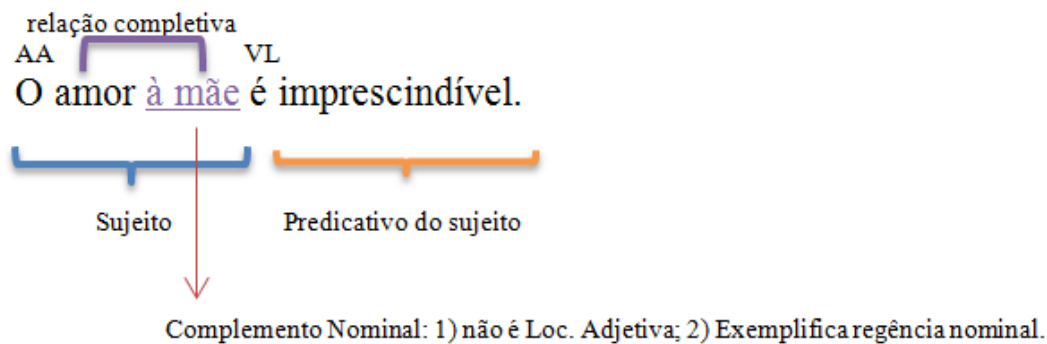 relação completiva
AA VL
O amor à mãe é imprescindível.
Sujeito Predicativo do sujeito
Complemento Nominal: 1) não é Loc. Adjetiva; 2) Exemplifica regência nominal.